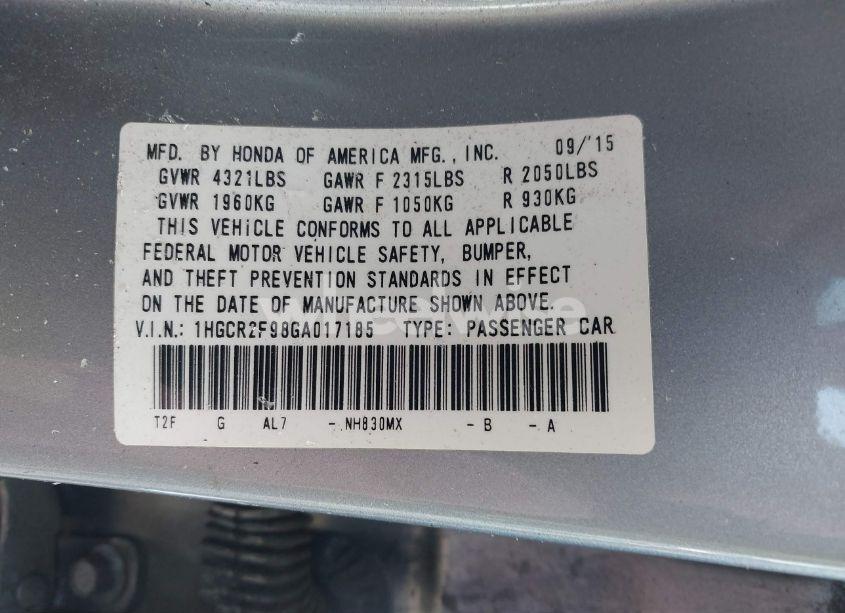 MFD. BY HONDA OF AMERICA MFG., INC. 09/'15
GVWR 4321LBS GAWR F 2315LBS R 2050LBS
GVWR 1960KG GAWR F 1050KG R 930KG
THIS VEHICLE CONFORMS TO ALL APPLICABLE
FEDERAL MOTOR VEHICLE SAFETY, BUMPER,
AND THEFT PREVENTION STANDARDS IN EFFECT
ON THE DATE OF MANUFACTURE SHOWN ABOVE.
V.I.N.: 1HGCR2F98GA017185 TYPE: PASSENGER CAR
T2F G AL7 - NH830MX - B - A